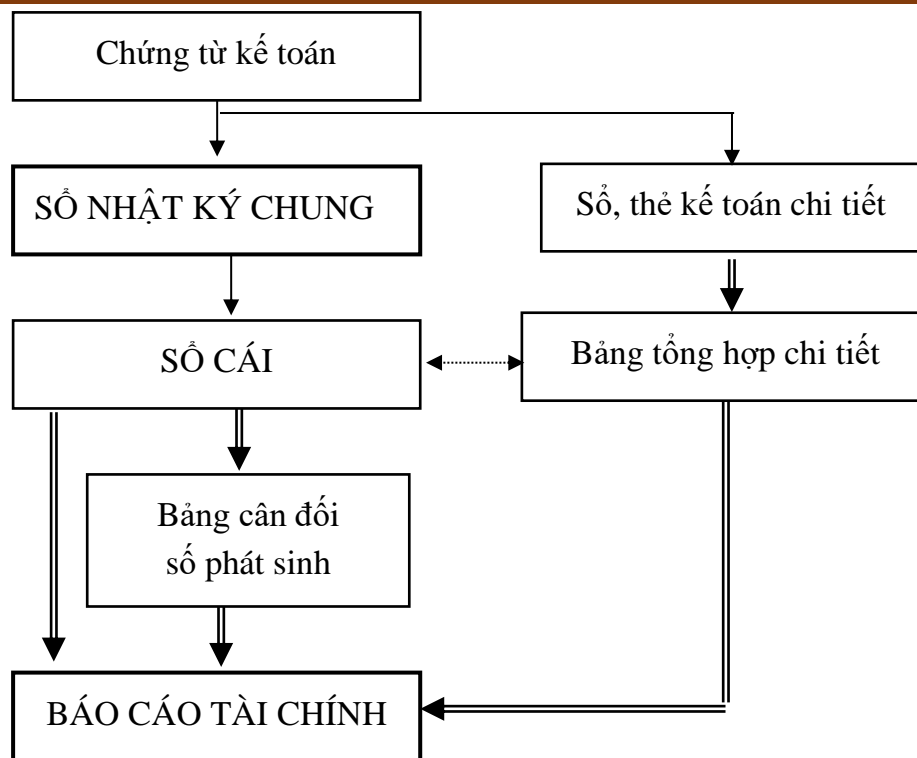 Chứng từ kế toán
SỔ NHẬT KÝ CHUNG
Sổ, thẻ kế toán chi tiết
SỔ CÁI
Bảng tổng hợp chi tiết
Bảng cân đối
số phát sinh
BÁO CÁO TÀI CHÍNH